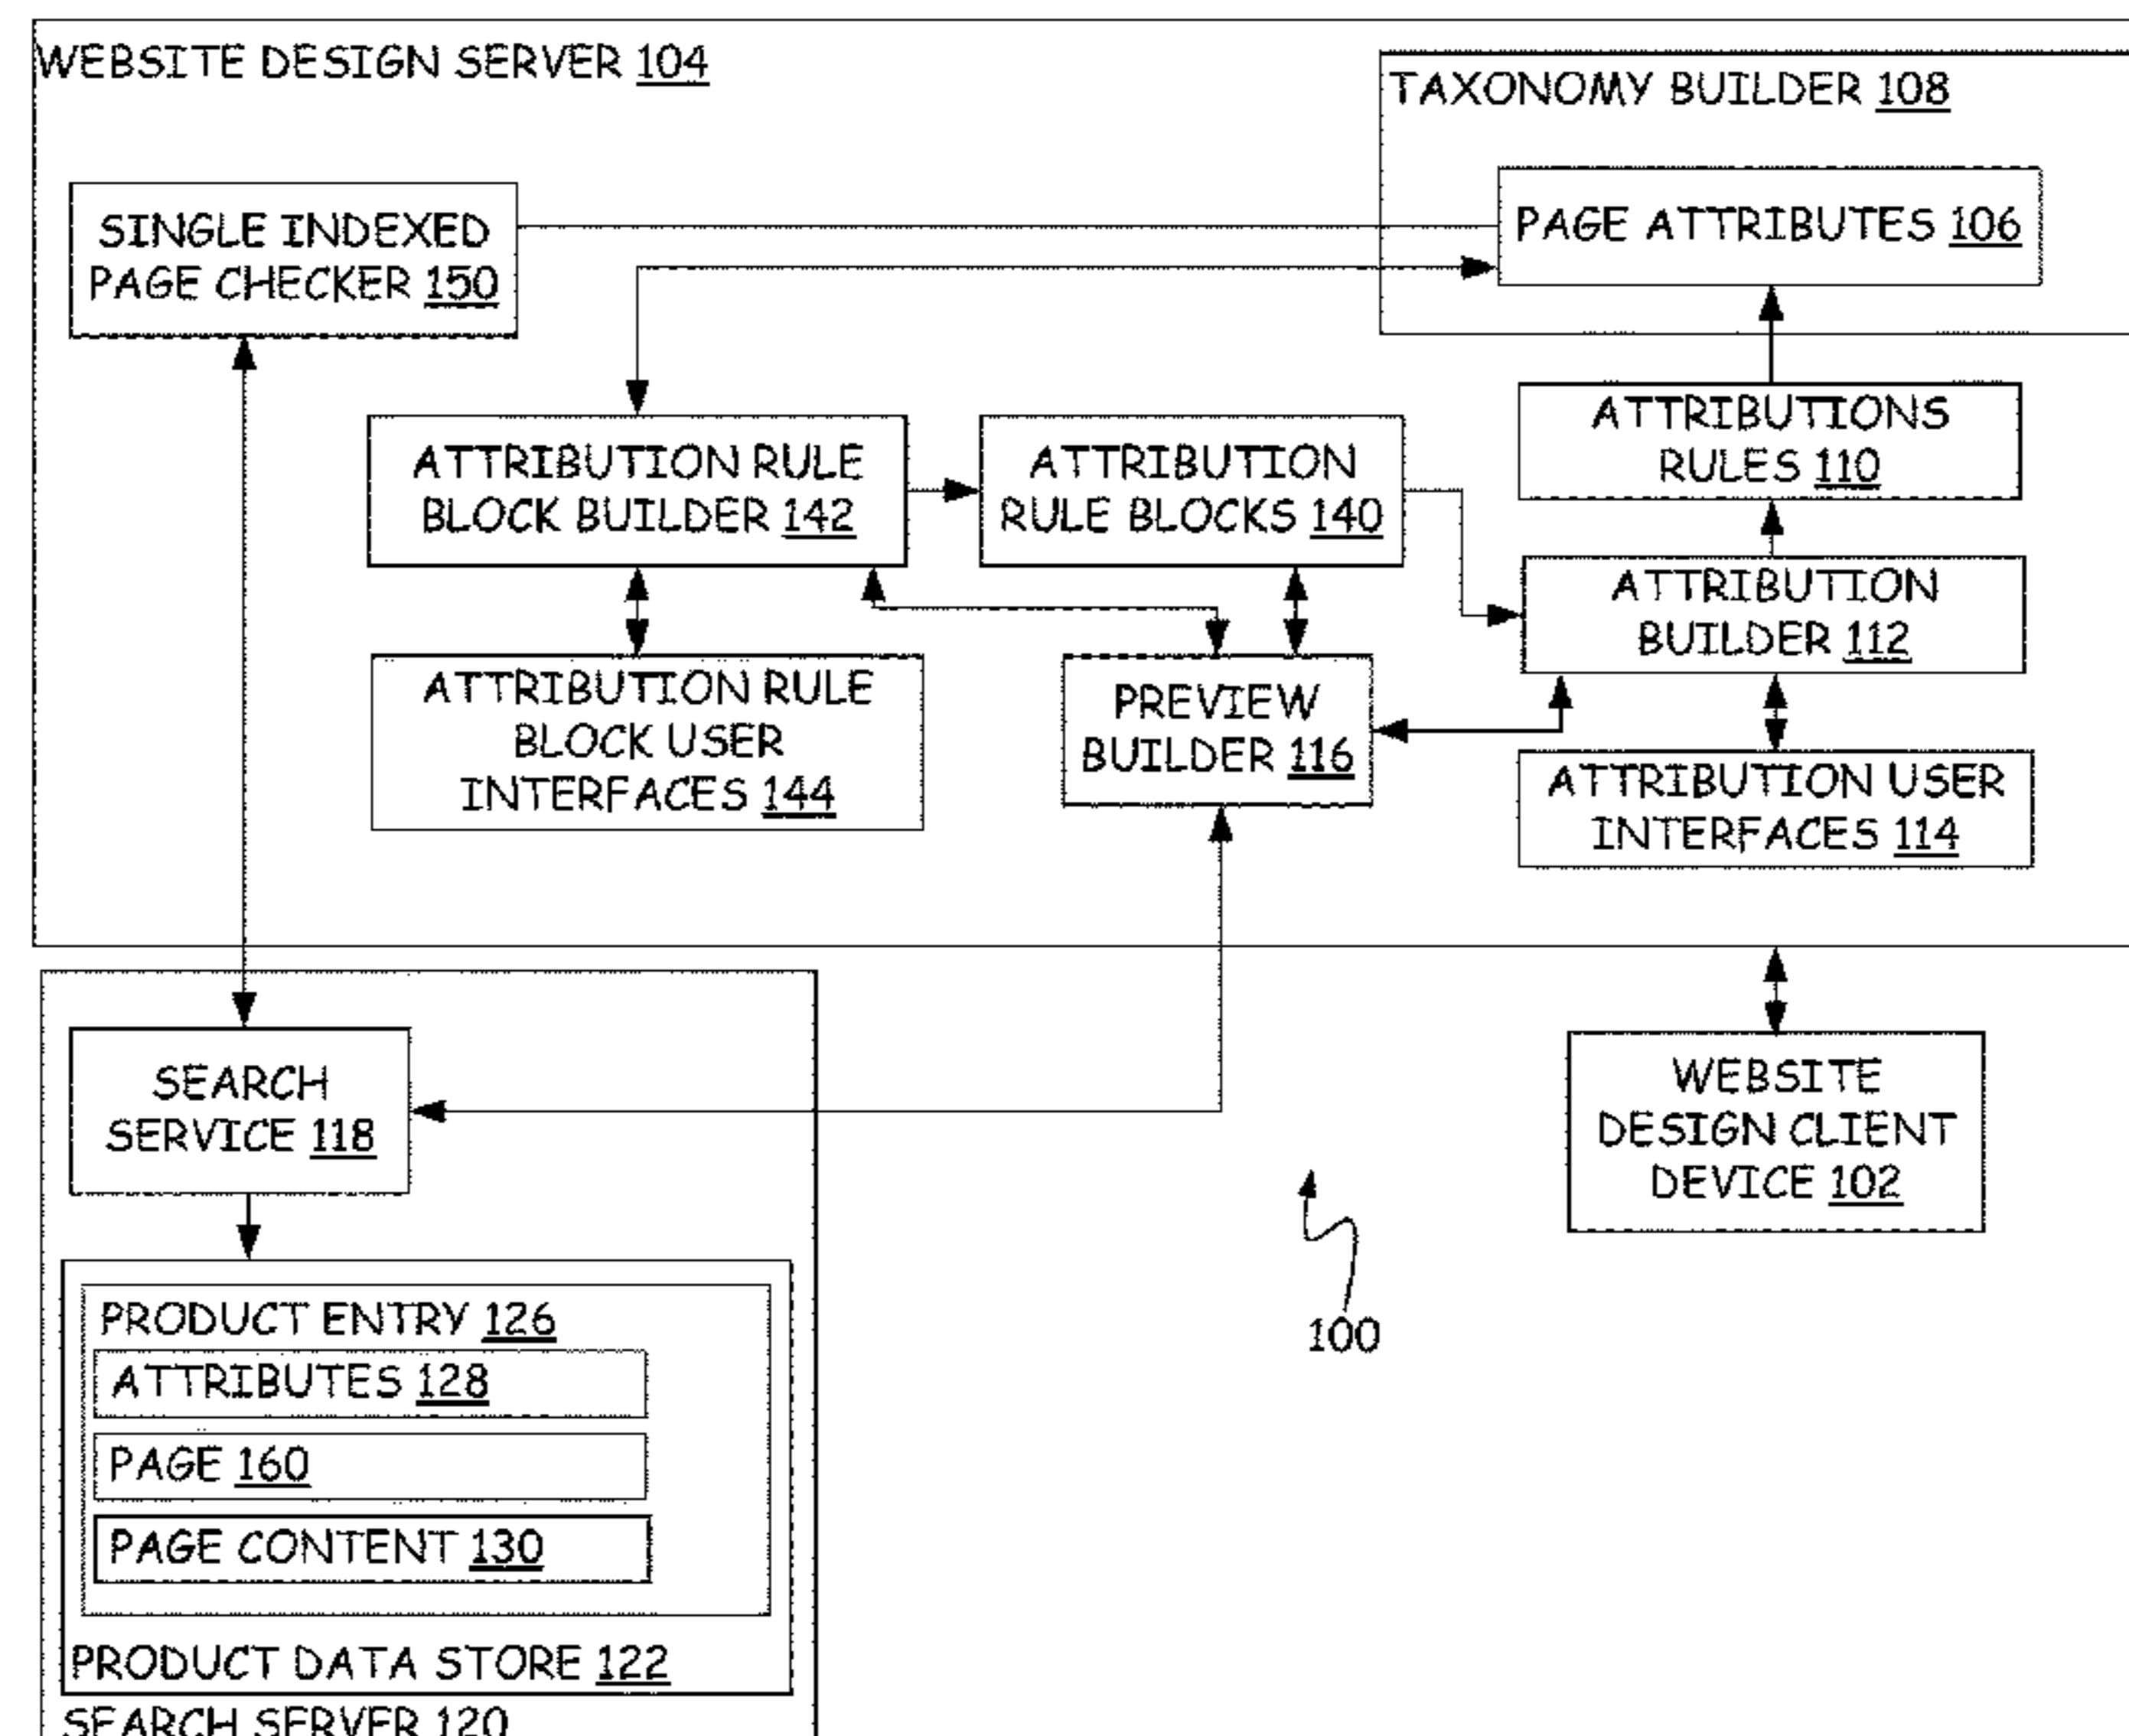 WEBSITE DESIGN SERVER 104
TAXONOMY BUILDER 108
PAGE ATTRIBUTES 106
SINGLE INDEXED
PAGE CHECKER 150
ATTRIBUTIONS
RULES 110
ATTRIBUTION RULE
BLOCK BUILDER 142
ATTRIBUTION
RULE BLOCKS 140
ATTRIBUTION
BUILDER 112
ATTRIBUTION RULE
BLOCK USER
INTERFACES 144
PREVIEW
BUILDER 116
ATTRIBUTION USER
INTERFACES 114
SEARCH
SERVICE 118
WEBSITE
DESIGN CLIENT
DEVICE 102
100
PRODUCT ENTRY 126
ATTRIBUTES 128
PAGE 160
PAGE CONTENT 130
PRODUCT DATA STORE 122
SEARCH SERVER 120